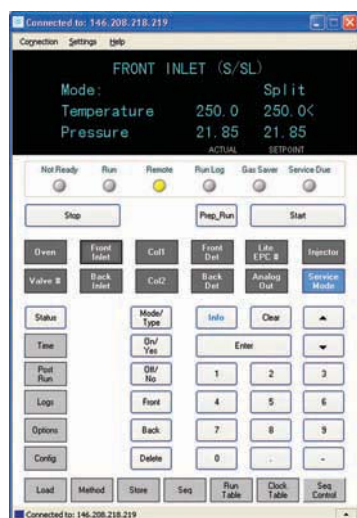 Connected to: 146.208.218.219
Connection Settings Help
FRONT INLET (S/SL)
Mode: Split
Temperature 250.0 250.0<
Pressure 21.85 21.85
ACTUAL SETPOINT
Not Ready Run Remote Run Log Gas Saver Service Due
Stop Prep_Run Start
Oven Front Inlet Col1 Front Det Lite EPC # Injector
Valve # Back Inlet Col2 Back Det Analog Out Service Mode
Status Mode/Type Info Clear
Time On/Yes Enter
Post Run Off/No 1 2 3
Logs Front 4 5 6
Options Back 7 8 9
Config Delete 0 . -
Load Method Store Seq Run Table Clock Table Seq Control
Connected to: 146.208.218.219